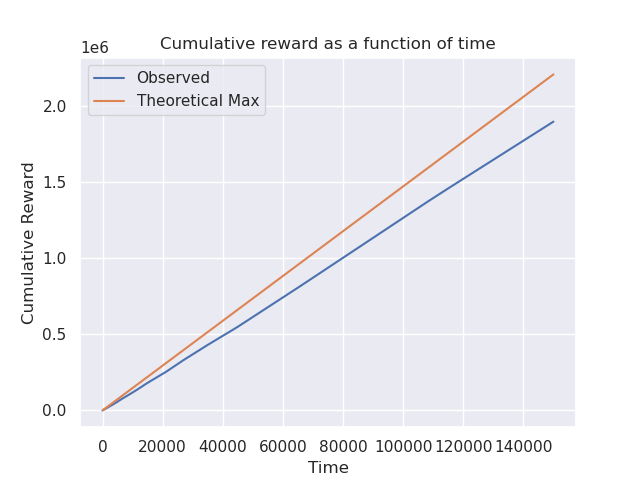 Cumulative reward as a function of time
1e6
Observed
Theoretical Max
2.0
1.5
1.0
0.5
0.0
Cumulative Reward
0 20000 40000 60000 80000 100000 120000 140000
Time